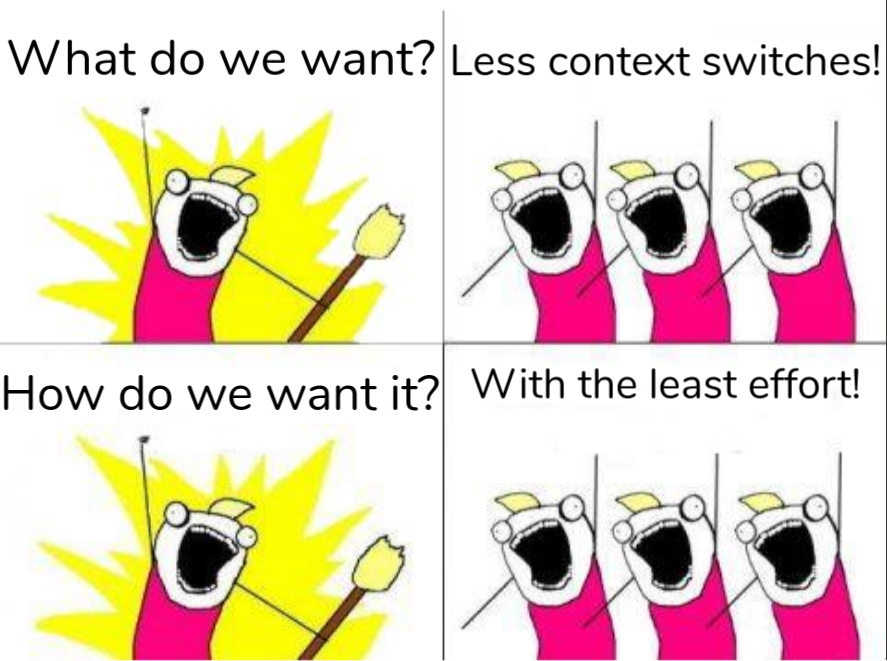 What do we want?
Less context switches!
How do we want it?
With the least effort!